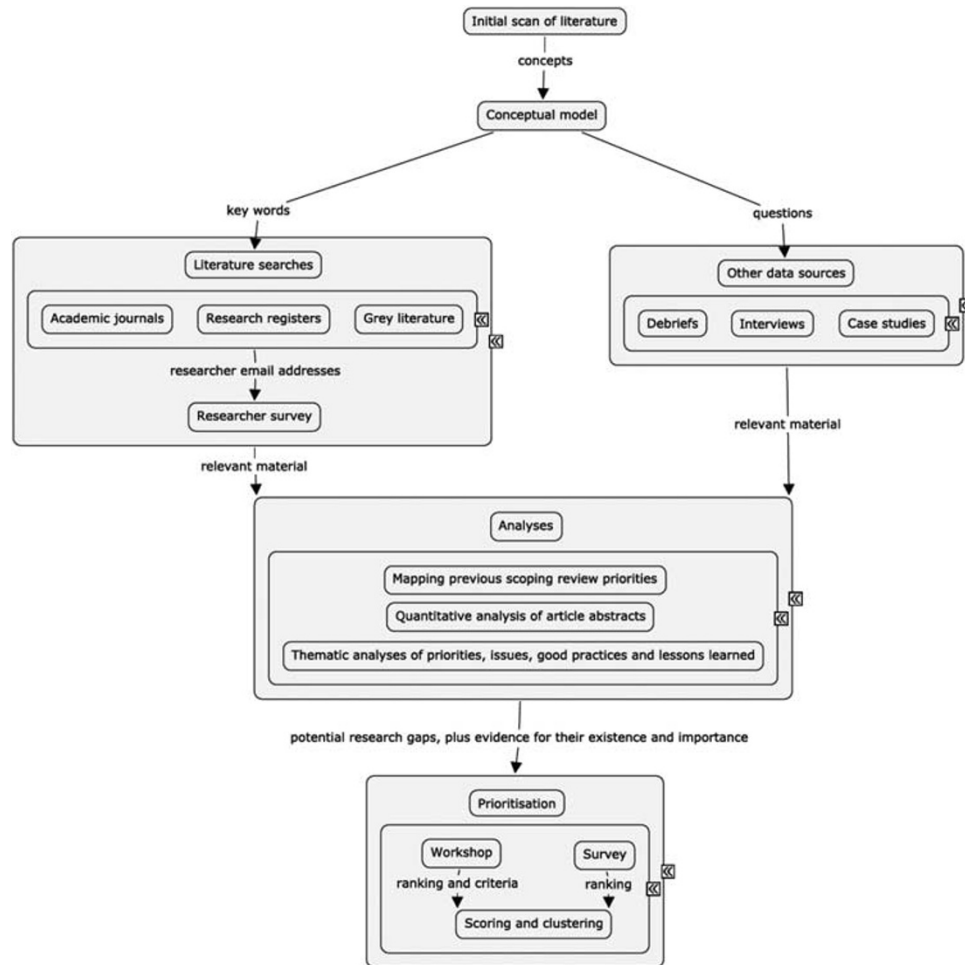 Initial scan of literature
concepts
Conceptual model
key words
questions
Literature searches
Academic journals
Research registers
Grey literature
researcher email addresses
Researcher survey
Other data sources
Debriefs
Interviews
Case studies
relevant material
relevant material
Analyses
Mapping previous scoping review priorities
Quantitative analysis of article abstracts
Thematic analyses of priorities, issues, good practices and lessons learned
potential research gaps, plus evidence for their existence and importance
Prioritisation
Workshop
Survey
ranking and criteria
ranking
Scoring and clustering